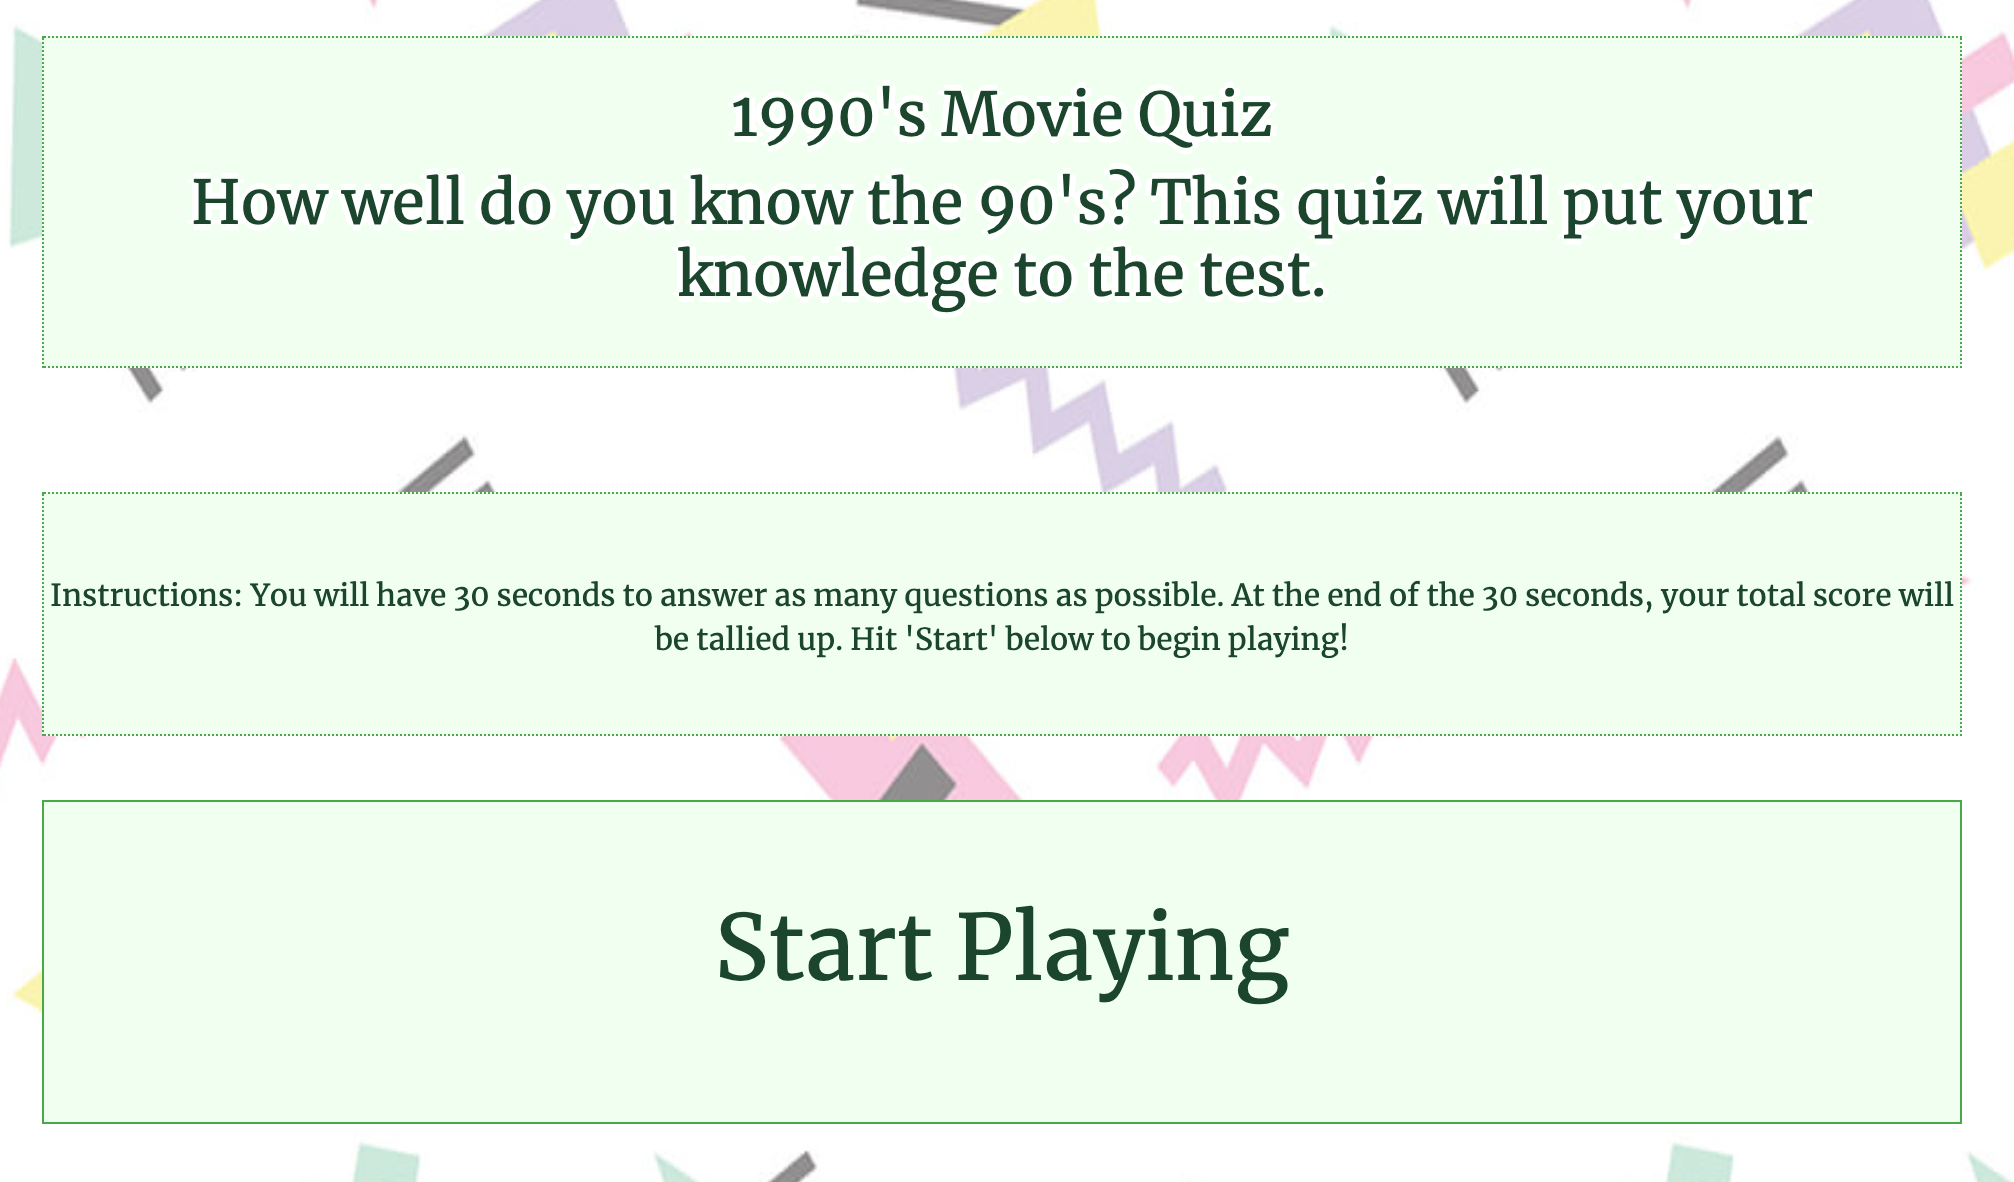 1990's Movie Quiz
How well do you know the 90's? This quiz will put your
knowledge to the test.
Instructions: You will have 30 seconds to answer as many questions as possible. At the end of the 30 seconds, your total score will
be tallied up. Hit 'Start' below to begin playing!
Start Playing